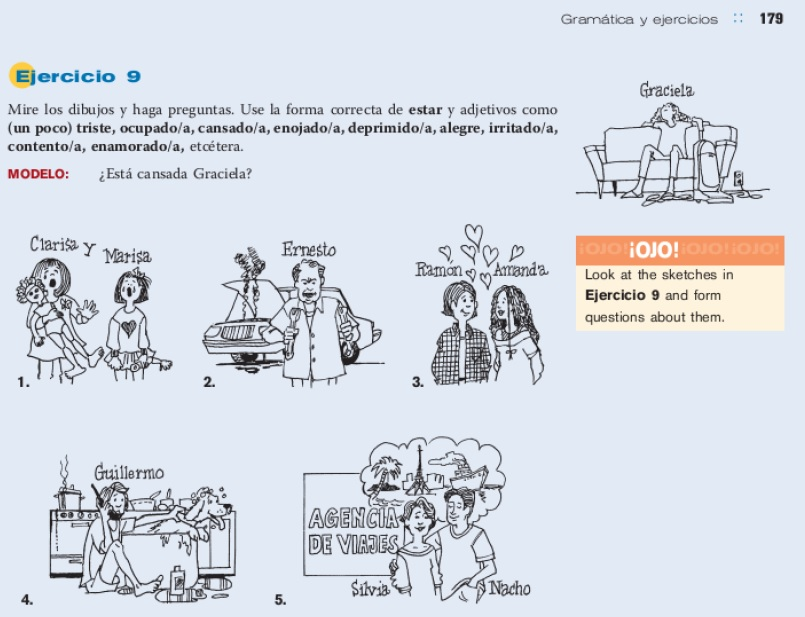 Gramática y ejercicios :: 179
Ejercicio 9
Mire los dibujos y haga preguntas. Use la forma correcta de estar y adjetivos como
(un poco) triste, ocupado/a, cansado/a, enojado/a, deprimido/a, alegre, irritado/a,
contento/a, enamorado/a, etcétera.
MODELO: ¿Está cansada Graciela?
Graciela
¡OJO! ¡OJO! ¡OJO! ¡OJO!
Look at the sketches in
Ejercicio 9 and form
questions about them.
Clarisa y
Marisa
1.
Ernesto
2.
Ramón Amanda
3.
Guillermo
4.
AGENCIA
DE VIAJES
Silvia Nacho
5.